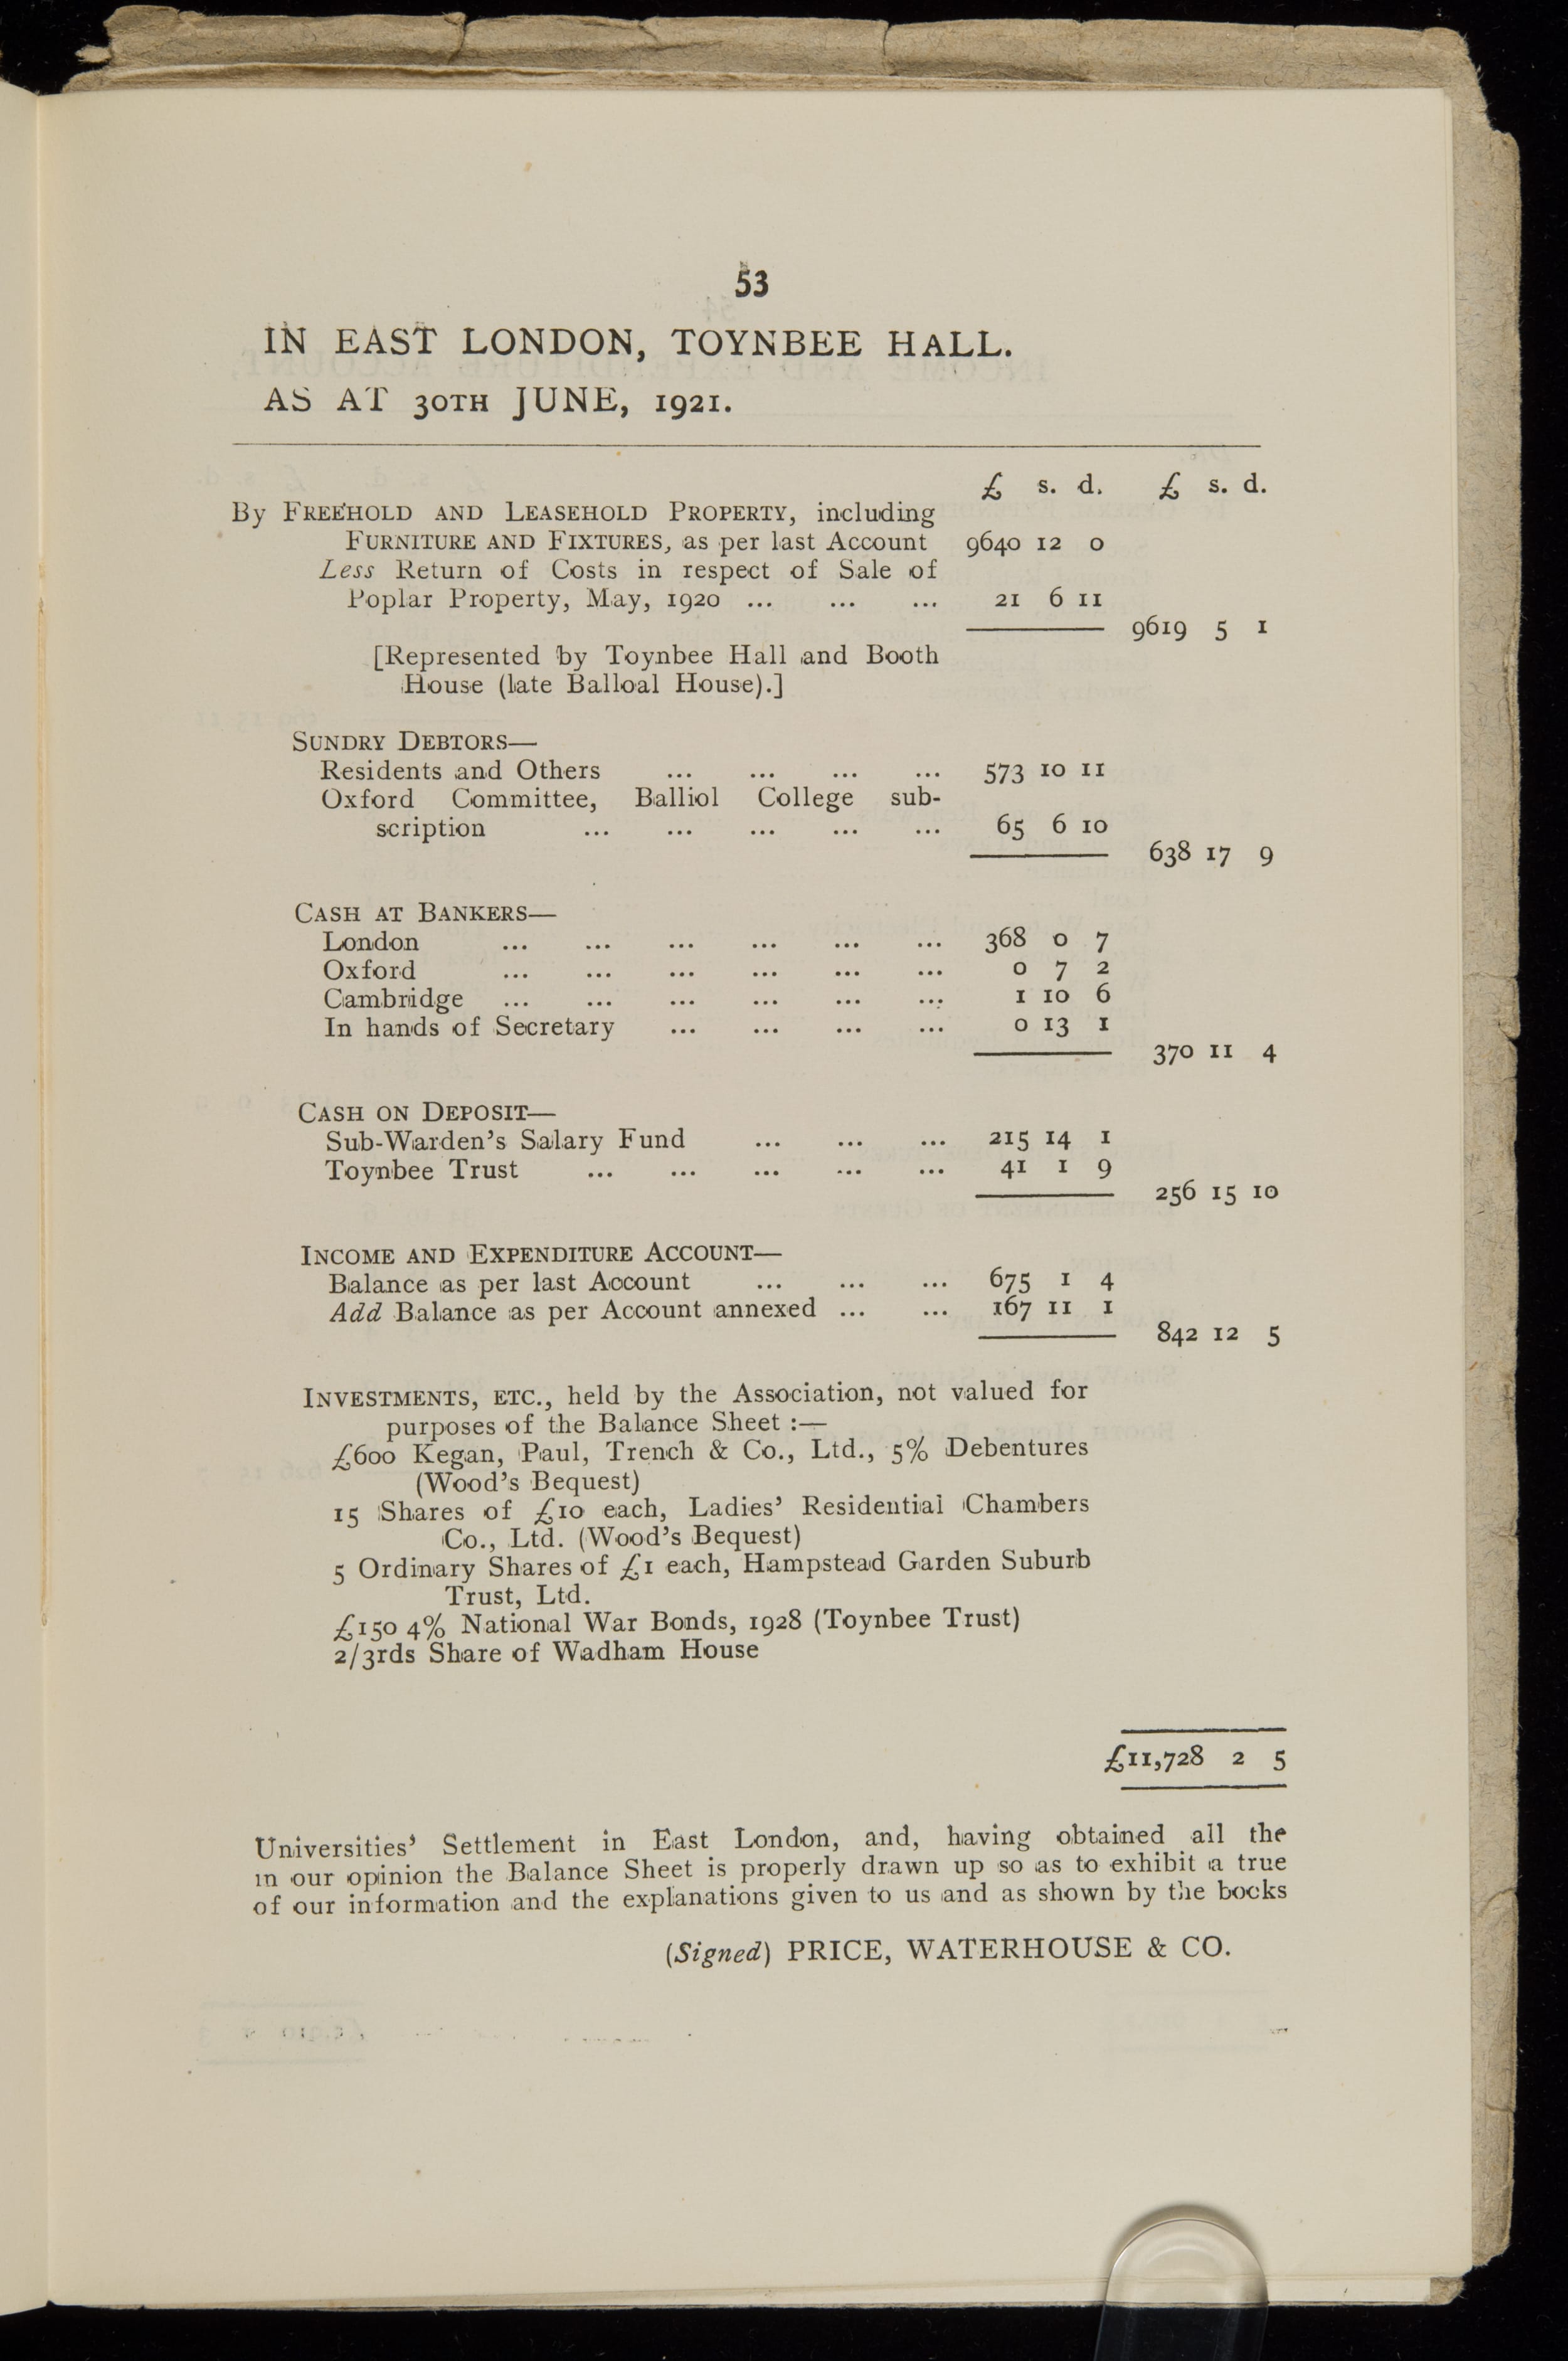 53
IN EAST LONDON, TOYNBEE HALL.
AS AT 30TH JUNE, 1921.
£ s. d. £ s. d.
By FREEHOLD AND LEASEHOLD PROPERTY, including
FURNITURE AND FIXTURES, as per last Account 9640 12 0
Less Return of Costs in respect of Sale of
Poplar Property, May, 1920 ... ... ... 21 6 11
9619 5 1
[Represented by Toynbee Hall and Booth
House (late Balloal House).]
SUNDRY DEBTORS—
Residents and Others ... ... ... ... 573 10 11
Oxford Committee, Balliol College sub-
scription ... ... ... ... ... 65 6 10
638 17 9
CASH AT BANKERS—
London ... ... ... ... ... ... 368 0 7
Oxford ... ... ... ... ... ... 0 7 2
Cambridge ... ... ... ... ... ... 1 10 6
In hands of Secretary ... ... ... ... 0 13 1
370 11 4
CASH ON DEPOSIT—
Sub-Warden's Salary Fund ... ... ... 215 14 1
Toynbee Trust ... ... ... ... ... 41 1 9
256 15 10
INCOME AND EXPENDITURE ACCOUNT—
Balance as per last Account ... ... ... 675 1 4
Add Balance as per Account annexed ... ... 167 11 1
842 12 5
INVESTMENTS, ETC., held by the Association, not valued for
purposes of the Balance Sheet :—
£600 Kegan, Paul, Trench & Co., Ltd., 5% Debentures
(Wood's Bequest)
15 Shares of £10 each, Ladies' Residential Chambers
Co., Ltd. (Wood's Bequest)
5 Ordinary Shares of £1 each, Hampstead Garden Suburb
Trust, Ltd.
£150 4% National War Bonds, 1928 (Toynbee Trust)
2/3rds Share of Wadham House
£11,728 2 5
Universities' Settlement in East London, and, having obtained all the
in our opinion the Balance Sheet is properly drawn up so as to exhibit a true
of our information and the explanations given to us and as shown by the books
(Signed) PRICE, WATERHOUSE & CO.